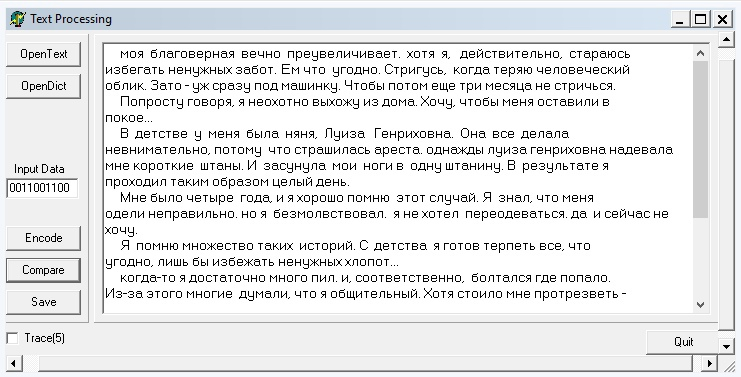 Text Processing
OpenText
OpenDict
Input Data
0011001100
Encode
Compare
Save
Trace(5)
моя благоверная вечно преувеличивает. хотя я, действительно, стараюсь
избегать ненужных забот. Ем что угодно. Стригусь, когда теряю человеческий
облик. Зато - уж сразу под машинку. Чтобы потом еще три месяца не стричься.
Попросту говоря, я неохотно выхожу из дома. Хочу, чтобы меня оставили в
покое...
В детстве у меня была няня, Луиза Генриховна. Она все делала
невнимательно, потому что страшилась ареста. однажды луиза генриховна надевала
мне короткие штаны. И засунула мои ноги в одну штанину. В результате я
проходил таким образом целый день.
Мне было четыре года, и я хорошо помню этот случай. Я знал, что меня
одели неправильно. но я безмолвствовал. я не хотел переодеваться. да и сейчас не
хочу.
Я помню множество таких историй. С детства я готов терпеть все, что
угодно, лишь бы избежать ненужных хлопот...
когда-то я достаточно много пил. и, соответственно, болтался где попало.
Из-за этого многие думали, что я общительный. Хотя стоило мне протрезветь -
Quit